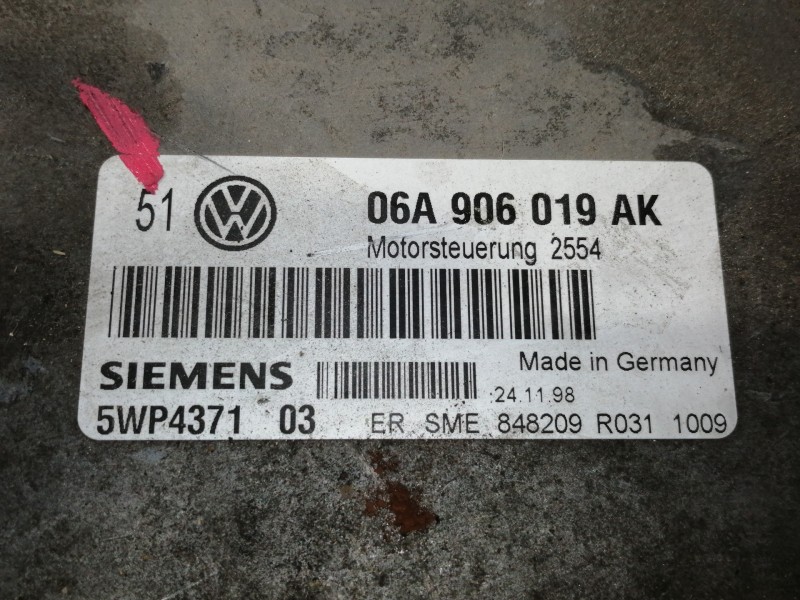 51 VW 06A 906 019 AK
Motorsteuerung 2554
Made in Germany
SIEMENS 24.11.98
5WP4371 03 ER SME 848209 R031 1009